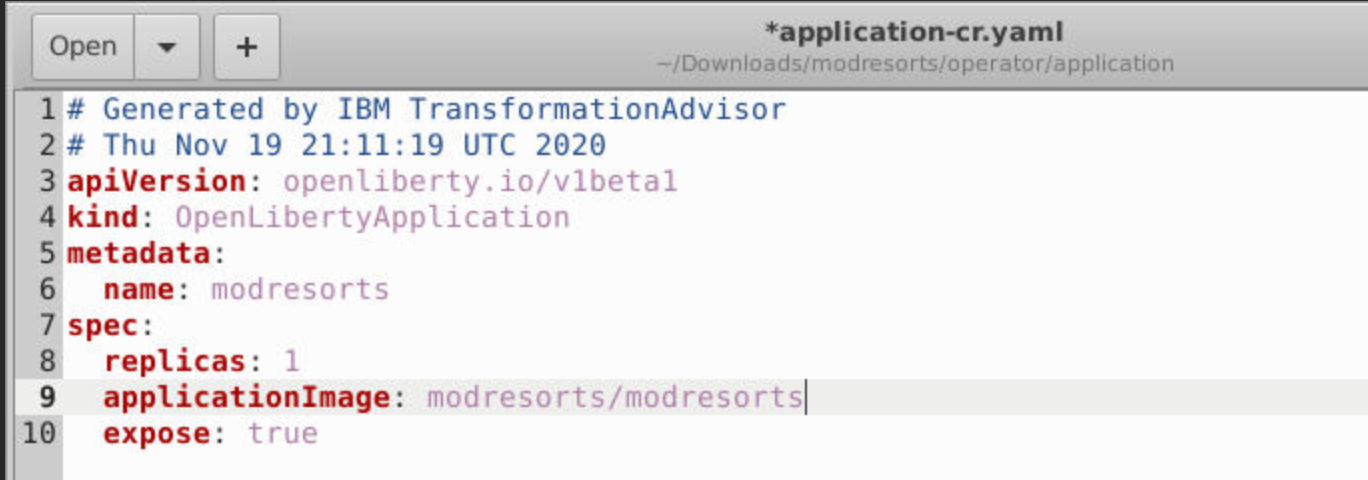 Open
+
*application-cr.yaml
~/Downloads/modresorts/operator/application
1 # Generated by IBM TransformationAdvisor
2 # Thu Nov 19 21:11:19 UTC 2020
3 apiVersion: openliberty.io/v1beta1
4 kind: OpenLibertyApplication
5 metadata:
6   name: modresorts
7 spec:
8   replicas: 1
9   applicationImage: modresorts/modresorts
10   expose: true